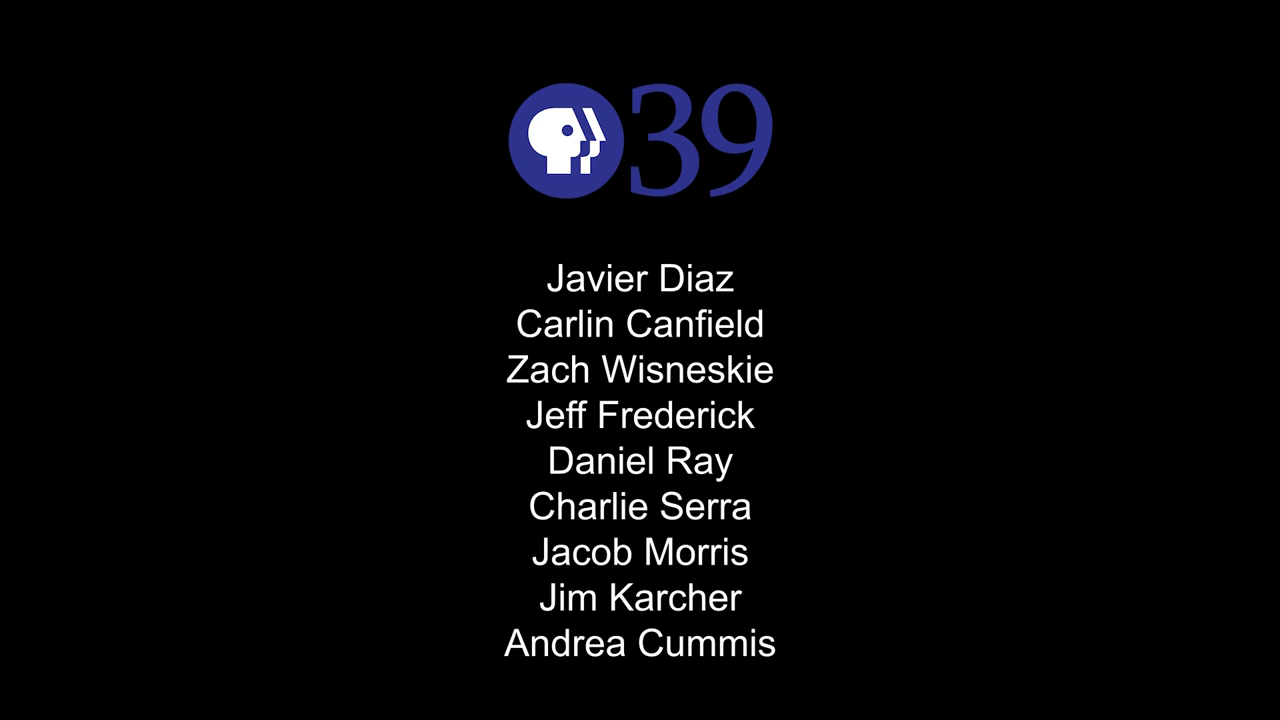 39
Javier Diaz
Carlin Canfield
Zach Wisneskie
Jeff Frederick
Daniel Ray
Charlie Serra
Jacob Morris
Jim Karcher
Andrea Cummis